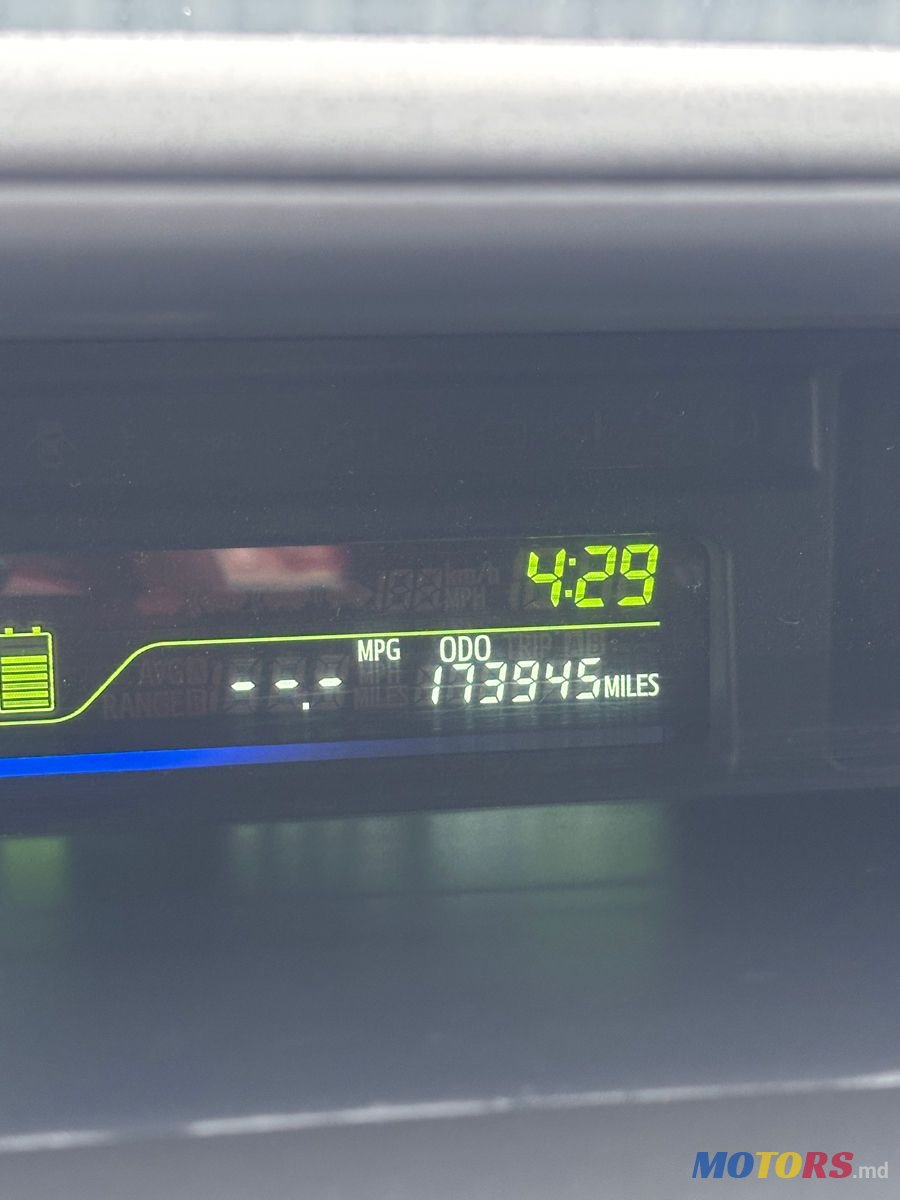 4:29
MPG ODO
--.- 173945 MILES
MOTORS.md